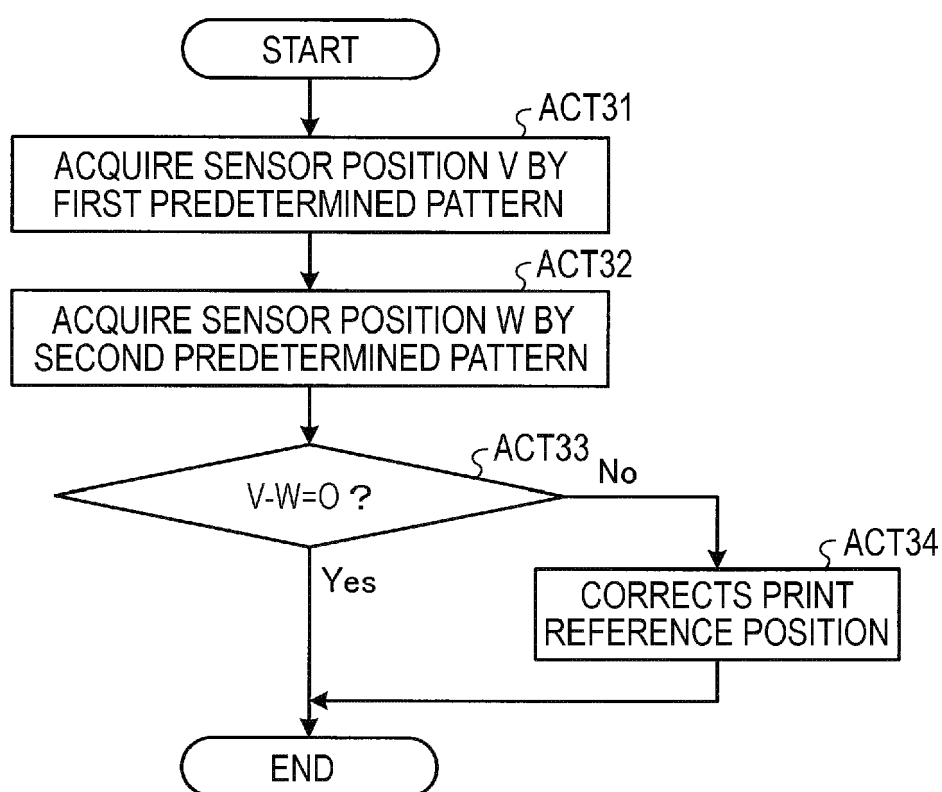 START
ACT31
ACQUIRE SENSOR POSITION V BY
FIRST PREDETERMINED PATTERN
ACT32
ACQUIRE SENSOR POSITION W BY
SECOND PREDETERMINED PATTERN
ACT33
V-W=0 ?
No
Yes
ACT34
CORRECTS PRINT
REFERENCE POSITION
END